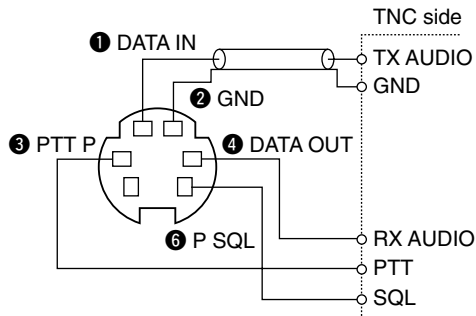 TNC side
❶ DATA IN
TX AUDIO
❷ GND
GND
❸ PTT P
❹ DATA OUT
❻ P SQL
RX AUDIO
PTT
SQL